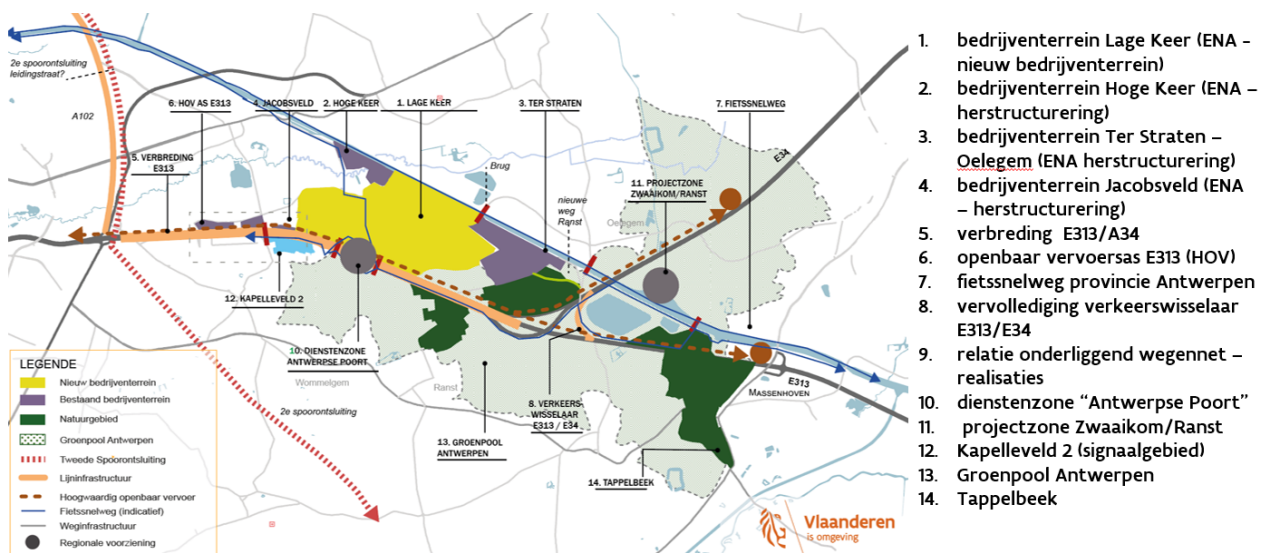 2e spoorontsluiting
leidingstraat?
A102
6. HOV AS E313
4. JACOBSVELD
2. HOGE KEER
1. LAGE KEER
3. TER STRATEN
7. FIETSSNELWEG
5. VERBREDING
E313
E34
Brug
11. PROJECTZONE
ZWAAIKOM/RANST
nieuwe
weg
Ranst
Oelegem
12. KAPELLEVELD 2
10. DIENSTENZONE
ANTWERPSE POORT
Wommelgem
Ranst
2e spoorontsluiting
8. VERKEERS-
WISSELAAR
E313 / E34
E313
MASSENHOVEN
13. GROENPOOL
ANTWERPEN
14. TAPPELBEEK
LEGENDE
Nieuw bedrijventerrein
Bestaand bedrijventerrein
Natuurgebied
Groenpool Antwerpen
Tweede Spoorontsluiting
Lijninfrastructuur
Hoogwaardig openbaar vervoer
Fietssnelweg (indicatief)
Weginfrastructuur
Regionale voorziening
Vlaanderen
is omgeving
1. bedrijventerrein Lage Keer (ENA –
nieuw bedrijventerrein)
2. bedrijventerrein Hoge Keer (ENA –
herstructurering)
3. bedrijventerrein Ter Straten –
Oelegem (ENA herstructurering)
4. bedrijventerrein Jacobsveld (ENA
– herstructurering)
5. verbreding E313/A34
6. openbaar vervoersas E313 (HOV)
7. fietssnelweg provincie Antwerpen
8. vervollediging verkeerswisselaar
E313/E34
9. relatie onderliggend wegennet –
realisaties
10. dienstenzone “Antwerpse Poort”
11. projectzone Zwaaikom/Ranst
12. Kapelleveld 2 (signaalgebied)
13. Groenpool Antwerpen
14. Tappelbeek